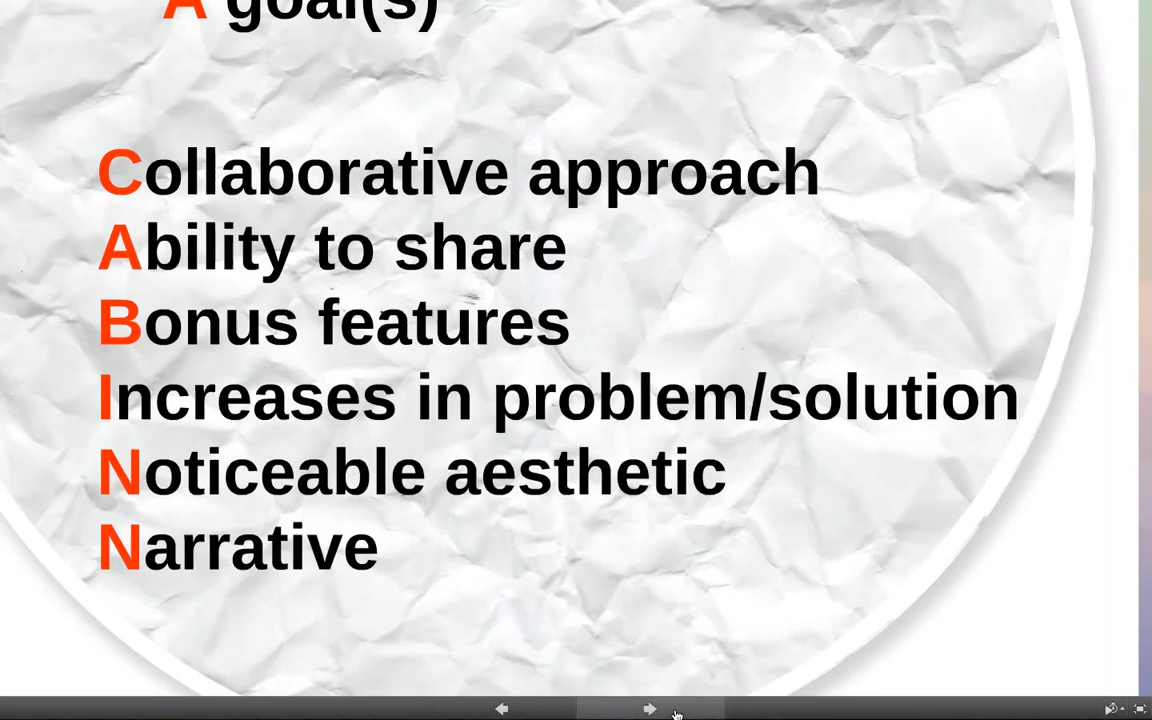 A goal(s)
Collaborative approach
Ability to share
Bonus features
Increases in problem/solution
Noticeable aesthetic
Narrative